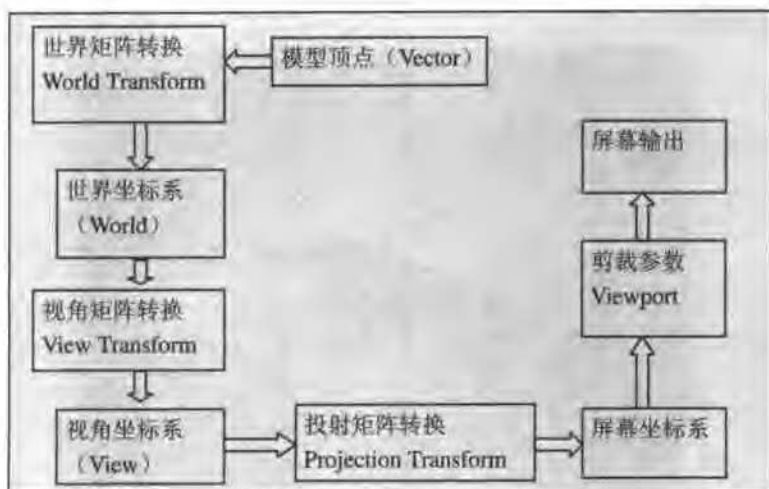 模型顶点（Vector）
世界矩阵转换
World Transform
世界坐标系
（World）
视角矩阵转换
View Transform
视角坐标系
（View）
投射矩阵转换
Projection Transform
屏幕坐标系
剪裁参数
Viewport
屏幕输出